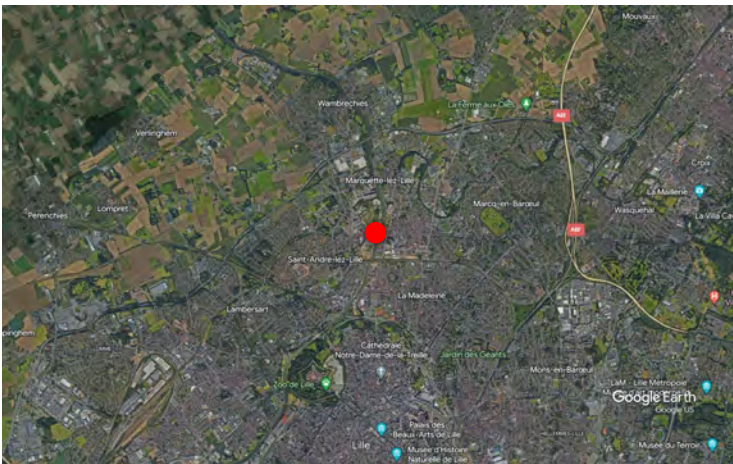 Mouvaux
La Ferme aux Oies
Wambrechies
A22
Verlinghem
Croix
Marquette-lez-Lille
La Maillerie
Marcq-en-Barœul
Lompret
Wasquehal
Perenchies
La Villa Ca
A22
Saint-André-lez-Lille
La Madeleine
Lambersart
Cathédrale
Notre-Dame-de-la-Treille
Jardin des Géants
Mons-en-Barœul
Zoo de Lille
LaM - Lille Métropole
Google Earth
Google US
Palais des
Beaux-Arts de Lille
Lille
Musée d'Histoire
Naturelle de Lille
Musée du Terroir